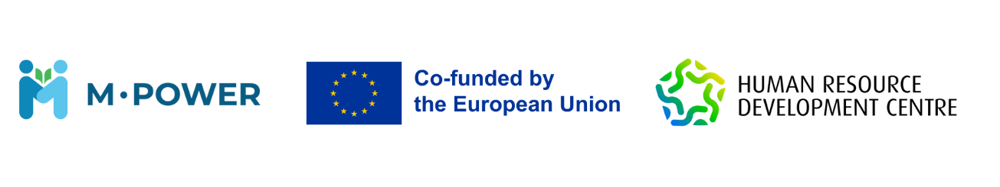 M•POWER
Co-funded by
the European Union
HUMAN RESOURCE
DEVELOPMENT CENTRE